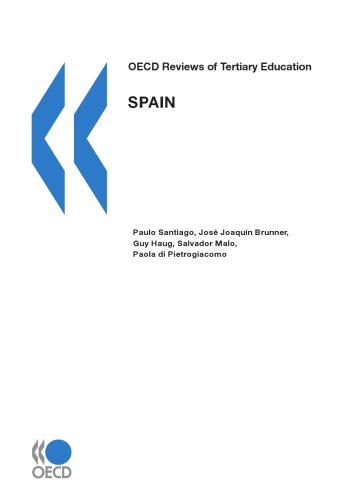 OECD Reviews of Tertiary Education
SPAIN
Paulo Santiago, José Joaquín Brunner,
Guy Haug, Salvador Malo,
Paola di Pietrogiacomo
OECD